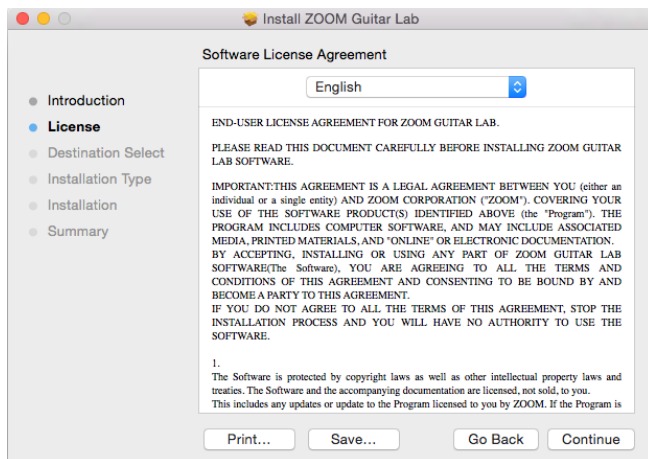 Install ZOOM Guitar Lab
Software License Agreement
English
Introduction
License
Destination Select
Installation Type
Installation
Summary
END-USER LICENSE AGREEMENT FOR ZOOM GUITAR LAB.
PLEASE READ THIS DOCUMENT CAREFULLY BEFORE INSTALLING ZOOM GUITAR
LAB SOFTWARE.
IMPORTANT:THIS AGREEMENT IS A LEGAL AGREEMENT BETWEEN YOU (either an
individual or a single entity) AND ZOOM CORPORATION ("ZOOM"). COVERING YOUR
USE OF THE SOFTWARE PRODUCT(S) IDENTIFIED ABOVE (the "Program"). THE
PROGRAM INCLUDES COMPUTER SOFTWARE, AND MAY INCLUDE ASSOCIATED
MEDIA, PRINTED MATERIALS, AND "ONLINE" OR ELECTRONIC DOCUMENTATION.
BY ACCEPTING, INSTALLING OR USING ANY PART OF ZOOM GUITAR LAB
SOFTWARE(The Software), YOU ARE AGREEING TO ALL THE TERMS AND
CONDITIONS OF THIS AGREEMENT AND CONSENTING TO BE BOUND BY AND
BECOME A PARTY TO THIS AGREEMENT.
IF YOU DO NOT AGREE TO ALL THE TERMS OF THIS AGREEMENT, STOP THE
INSTALLATION PROCESS AND YOU WILL HAVE NO AUTHORITY TO USE THE
SOFTWARE.
1.
The Software is protected by copyright laws as well as other intellectual property laws and
treaties. The Software and the accompanying documentation are licensed, not sold, to you.
This includes any updates or update to the Program licensed to you by ZOOM. If the Program is
Print...
Save...
Go Back
Continue